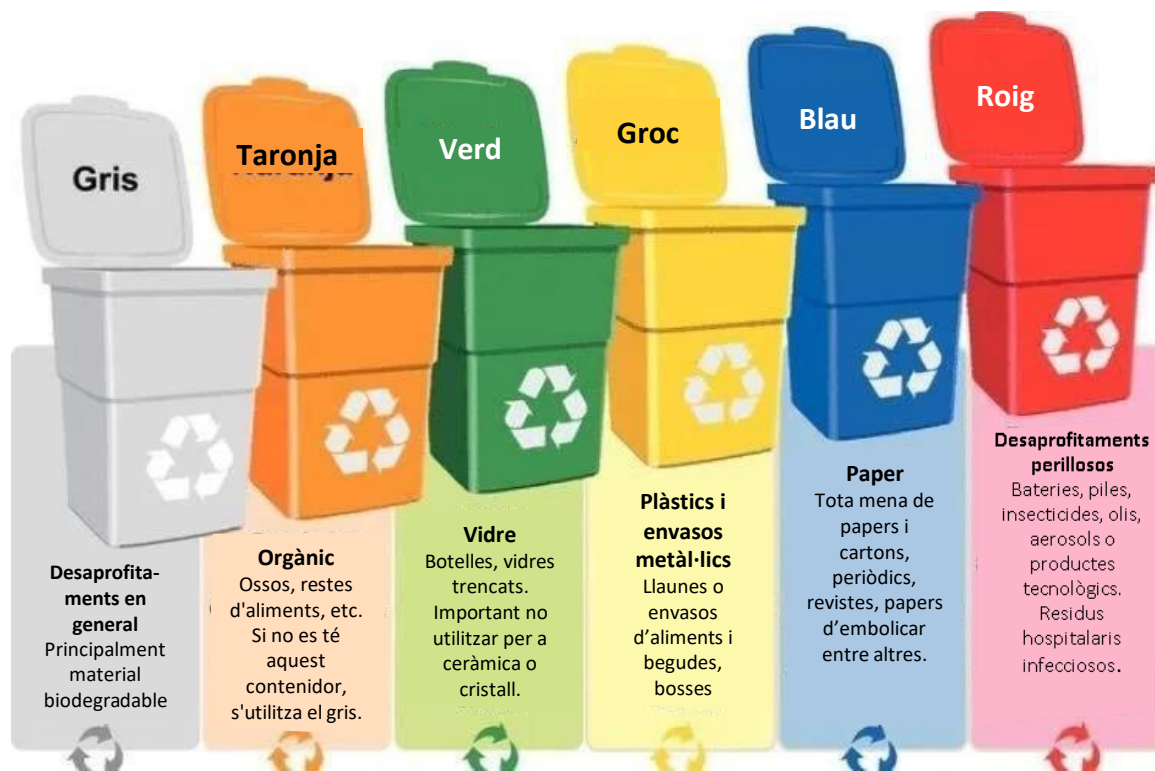 Gris
Taronja
Verd
Groc
Blau
Roig
Desaprofita-
ments en
general
Principalment
material
biodegradable
Orgànic
Ossos, restes
d'aliments, etc.
Si no es té
aquest
contenidor,
s'utilitza el gris.
Vidre
Botelles, vidres
trencats.
Important no
utilitzar per a
ceràmica o
cristall.
Plàstics i
envasos
metàl·lics
Llaunes o
envasos
d’aliments i
begudes,
bosses
Paper
Tota mena de
papers i
cartons,
periòdics,
revistes, papers
d’embolicar
entre altres.
Desaprofitaments
perillosos
Bateries, piles,
insecticides, olis,
aerosols o
productes
tecnològics.
Residus
hospitalaris
infecciosos.